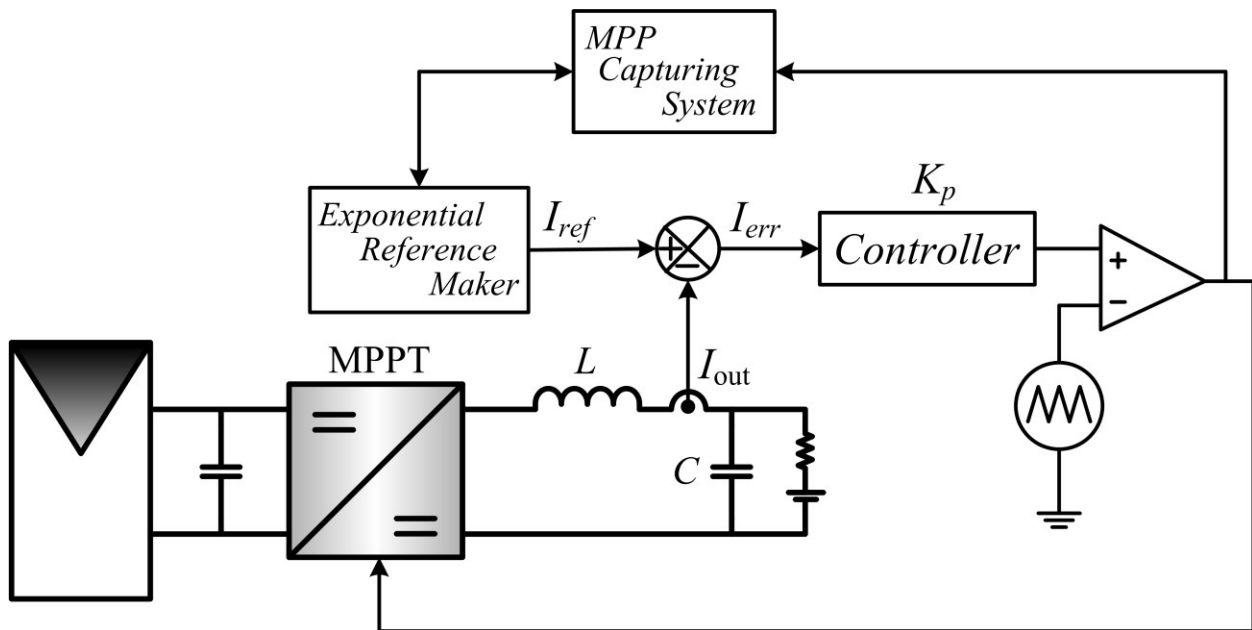 MPP
Capturing
System
K_p
Exponential
Reference
Maker
I_ref
I_err
Controller
+
−
+
−
MPPT
L
I_out
C